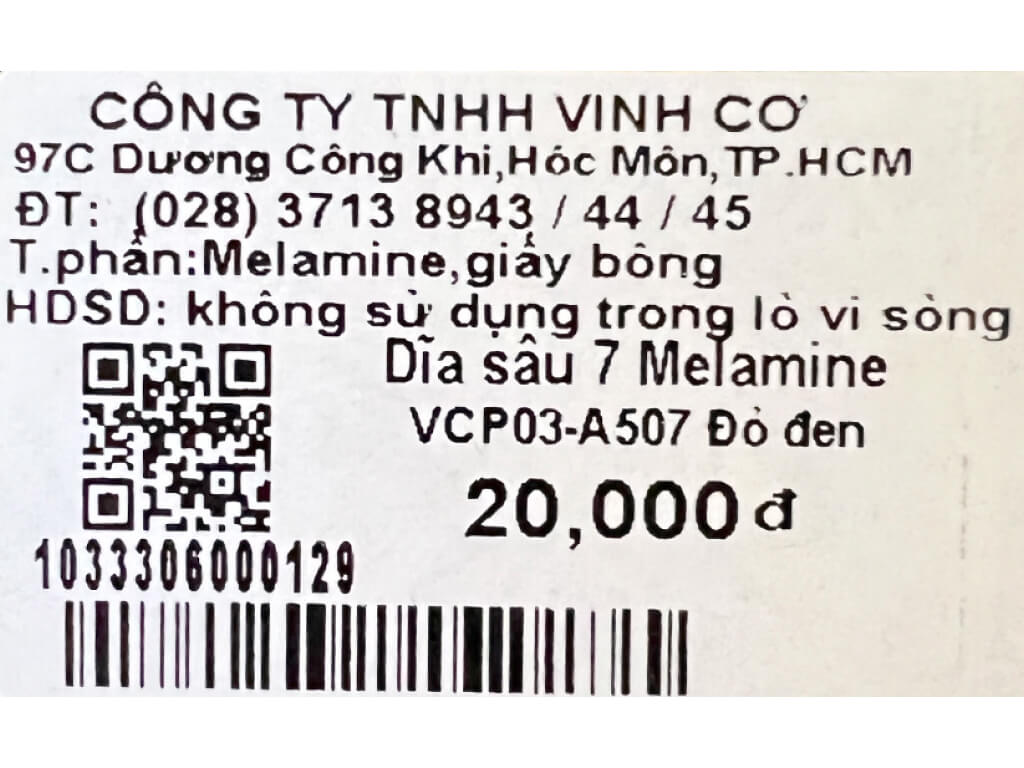 CÔNG TY TNHH VINH CƠ
97C Dương Công Khi,Hóc Môn,TP.HCM
ĐT: (028) 3713 8943 / 44 / 45
T.phần:Melamine,giấy bóng
HDSD: không sử dụng trong lò vi sóng
Dĩa sâu 7 Melamine
VCP03-A507 Đỏ đen
20,000đ
1033306000129